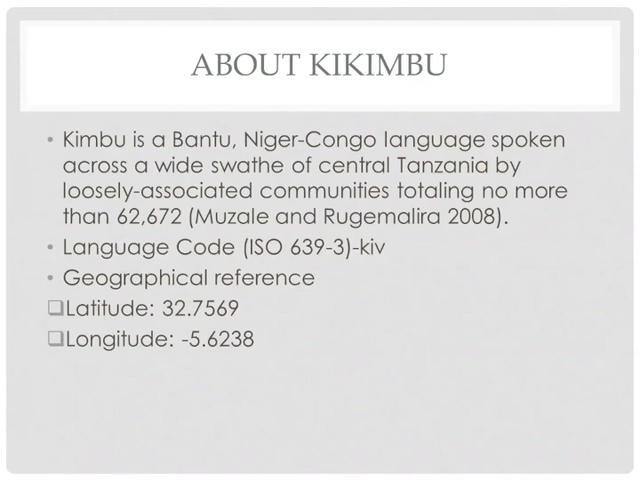 ABOUT KIKIMBU
• Kimbu is a Bantu, Niger-Congo language spoken
across a wide swathe of central Tanzania by
loosely-associated communities totaling no more
than 62,672 (Muzale and Rugemalira 2008).
• Language Code (ISO 639-3)-kiv
• Geographical reference
❑Latitude: 32.7569
❑Longitude: -5.6238